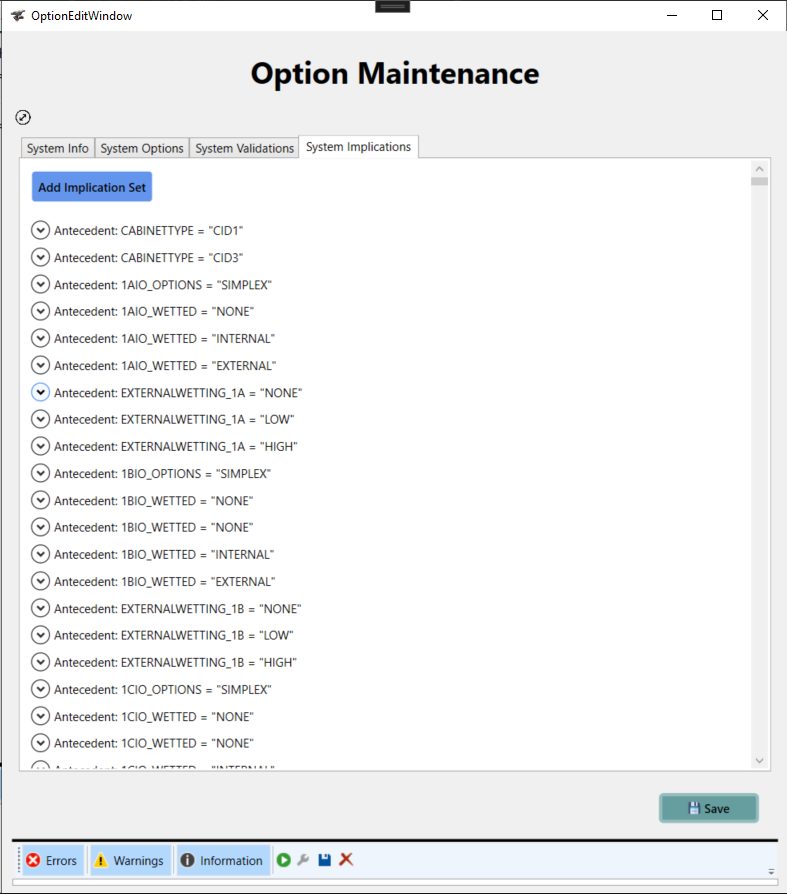 OptionEditWindow
Option Maintenance
System Info System Options System Validations System Implications
Add Implication Set
Antecedent: CABINETTYPE = "CID1"
Antecedent: CABINETTYPE = "CID3"
Antecedent: 1AIO_OPTIONS = "SIMPLEX"
Antecedent: 1AIO_WETTED = "NONE"
Antecedent: 1AIO_WETTED = "INTERNAL"
Antecedent: 1AIO_WETTED = "EXTERNAL"
Antecedent: EXTERNALWETTING_1A = "NONE"
Antecedent: EXTERNALWETTING_1A = "LOW"
Antecedent: EXTERNALWETTING_1A = "HIGH"
Antecedent: 1BIO_OPTIONS = "SIMPLEX"
Antecedent: 1BIO_WETTED = "NONE"
Antecedent: 1BIO_WETTED = "NONE"
Antecedent: 1BIO_WETTED = "INTERNAL"
Antecedent: 1BIO_WETTED = "EXTERNAL"
Antecedent: EXTERNALWETTING_1B = "NONE"
Antecedent: EXTERNALWETTING_1B = "LOW"
Antecedent: EXTERNALWETTING_1B = "HIGH"
Antecedent: 1CIO_OPTIONS = "SIMPLEX"
Antecedent: 1CIO_WETTED = "NONE"
Antecedent: 1CIO_WETTED = "NONE"
Antecedent: 1CIO_WETTED = "INTERNAL"
Save
Errors Warnings Information